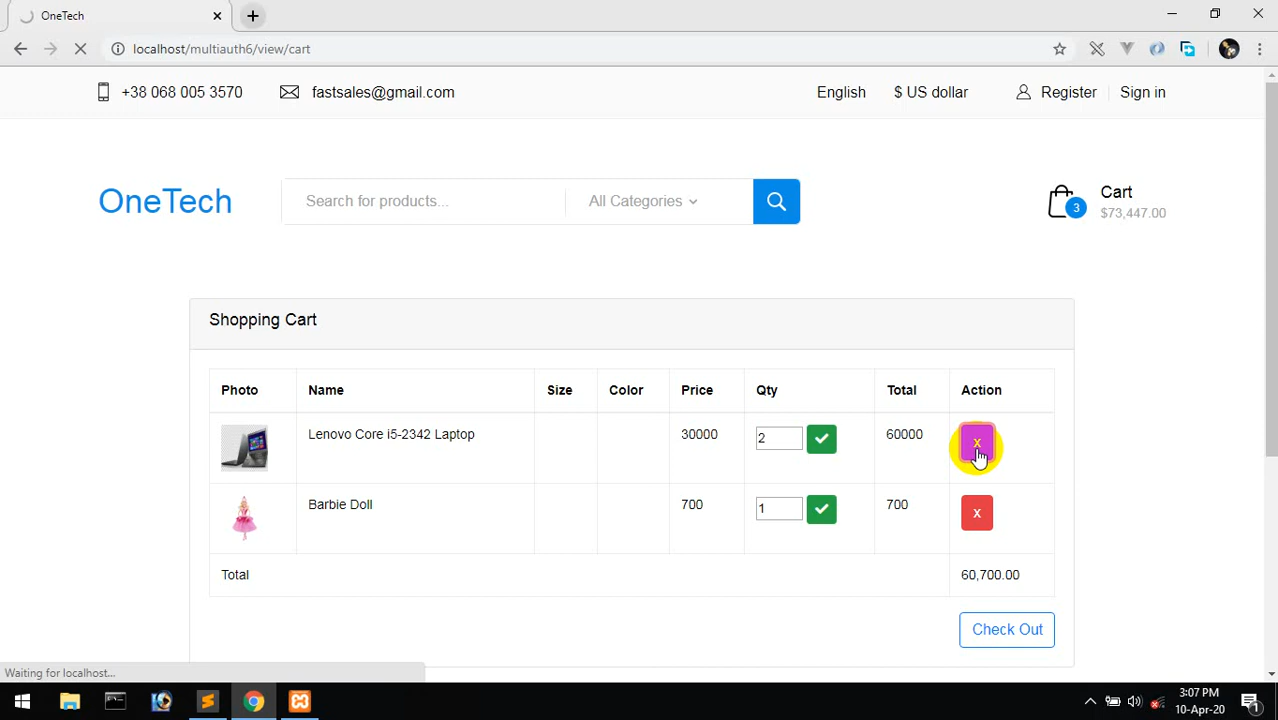 OneTech
localhost/multiauth6/view/cart
+38 068 005 3570 fastsales@gmail.com English $ US dollar Register Sign in
OneTech Search for products... All Categories 3 Cart
$73,447.00
Shopping Cart
Photo Name Size Color Price Qty Total Action
Lenovo Core i5-2342 Laptop 30000 2 60000 x
Barbie Doll 700 1 700 x
Total 60,700.00
Check Out
Waiting for localhost...
3:07 PM
10-Apr-20
1